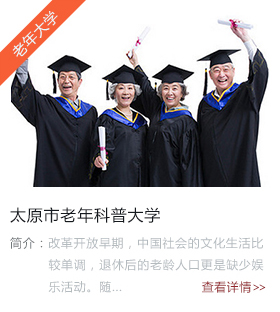 老年大学
太原市老年科普大学
简介：改革开放早期，中国社会的文化生活比
较单调，退休后的老龄人口更是缺少娱
乐活动。随...
查看详情>>